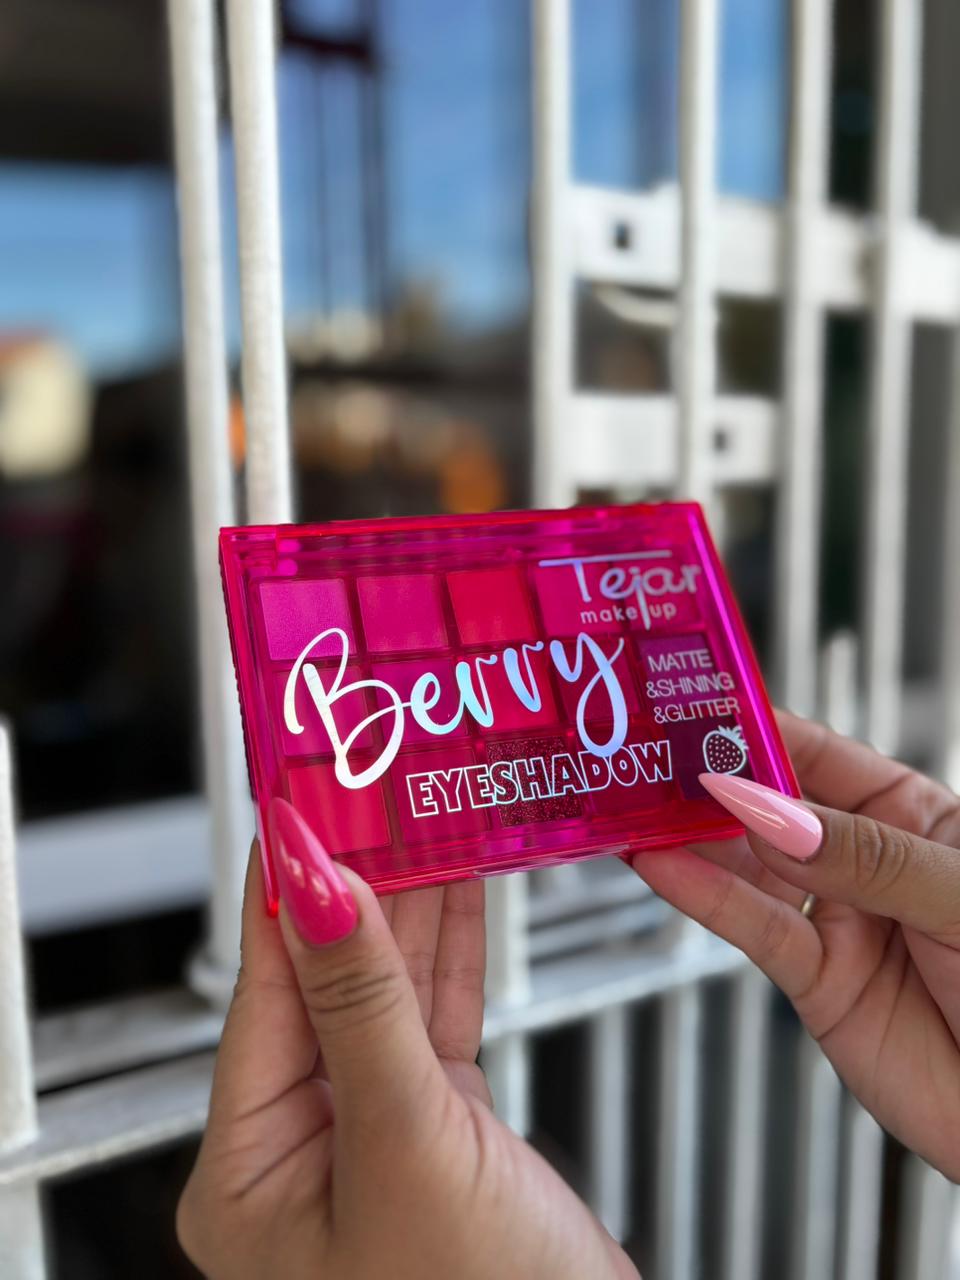 Tejar
make up
Berry
MATTE
&SHINING
&GLITTER
EYESHADOW